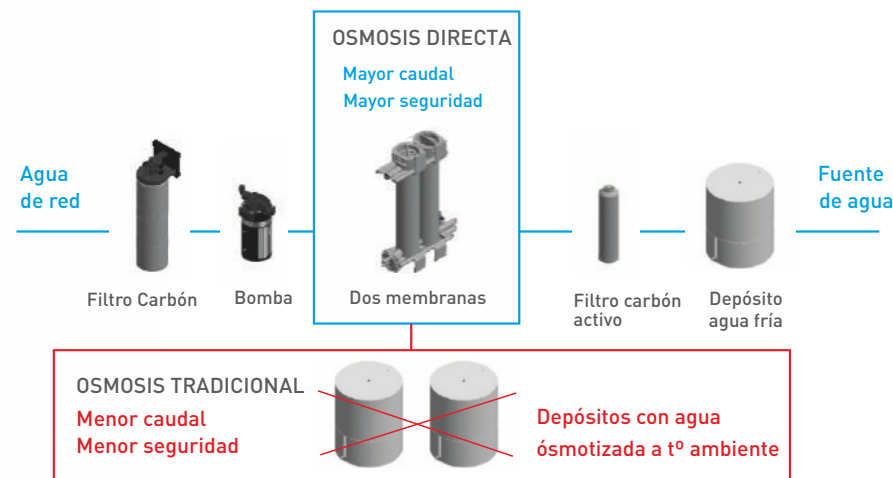 OSMOSIS DIRECTA
Mayor caudal
Mayor seguridad
Agua
de red
Fuente
de agua
Filtro Carbón
Bomba
Dos membranas
Filtro carbón
activo
Depósito
agua fría
OSMOSIS TRADICIONAL
Menor caudal
Menor seguridad
Depósitos con agua
ósmotizada a tº ambiente